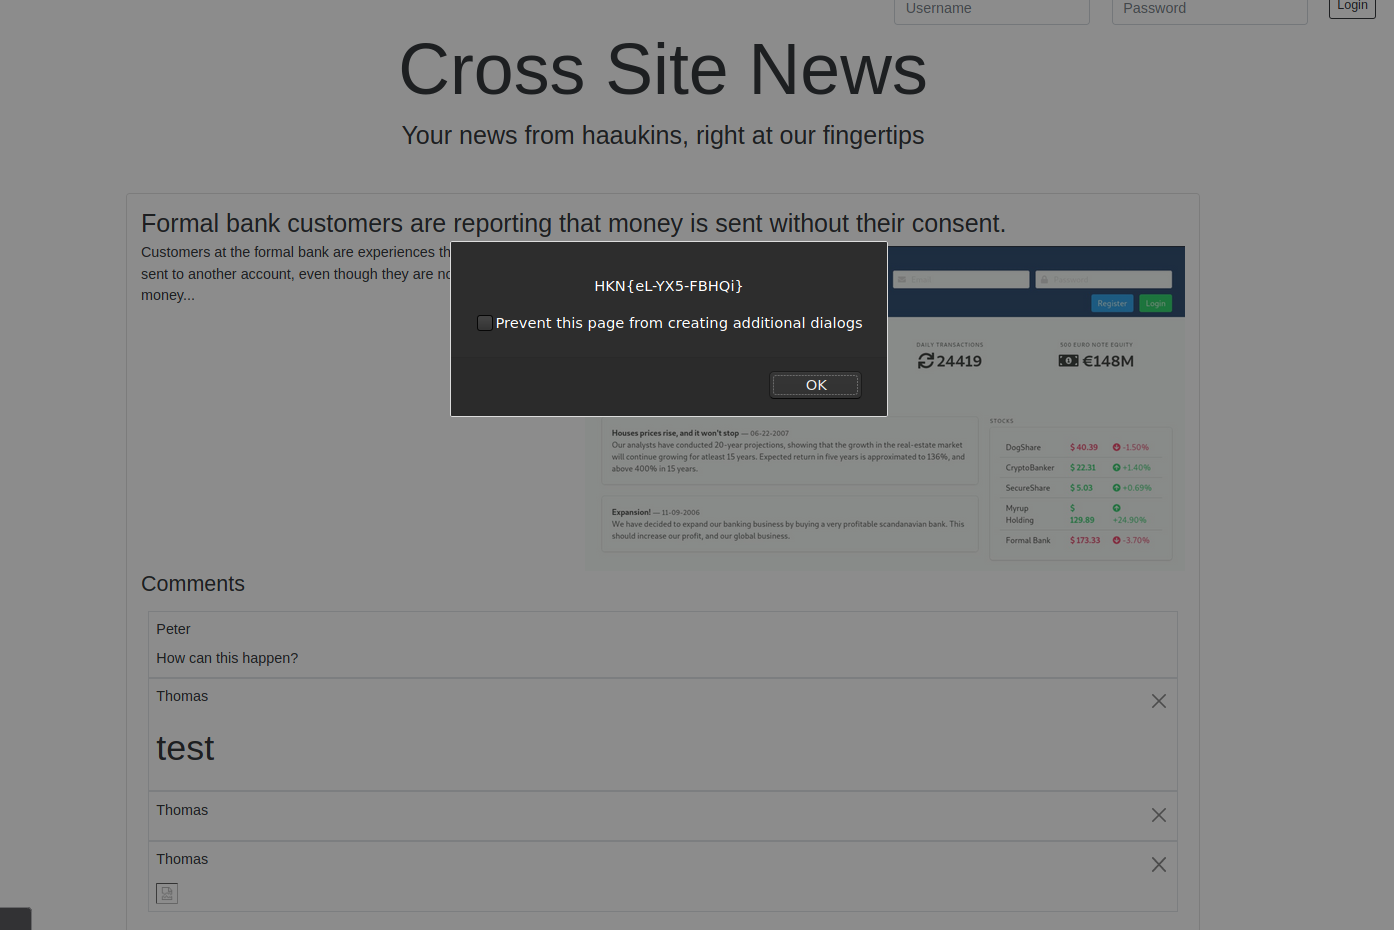 Username
Password
Login
Cross Site News
Your news from haaukins, right at our fingertips
Formal bank customers are reporting that money is sent without their consent.
Customers at the formal bank are experiences
sent to another account, even though they are
money...
HKN{eL-YX5-FBHQi}
Prevent this page from creating additional dialogs
OK
Email
Password
Register
Login
DAILY TRANSACTIONS
500 EURO NOTE EQUITY
24419
€148M
Houses prices rise, and it won't stop — 06-22-2007
Our analysts have conducted 20-year projections, showing that the growth in the real-estate market
will continue growing for atleast 15 years. Expected return in five years is approximated to 136%, and
above 400% in 15 years.
Expansion! — 11-09-2006
We have decided to expand our banking business by buying a very profitable scandanavian bank. This
should increase our profit, and our global business.
STOCKS
DogShare $ 40.39 -1.50%
CryptoBanker $ 22.31 +1.40%
SecureShare $ 5.03 +0.69%
Myrup $
Holding 129.89 +24.90%
Formal Bank $ 173.33 -3.70%
Comments
Peter
How can this happen?
Thomas
test
Thomas
Thomas